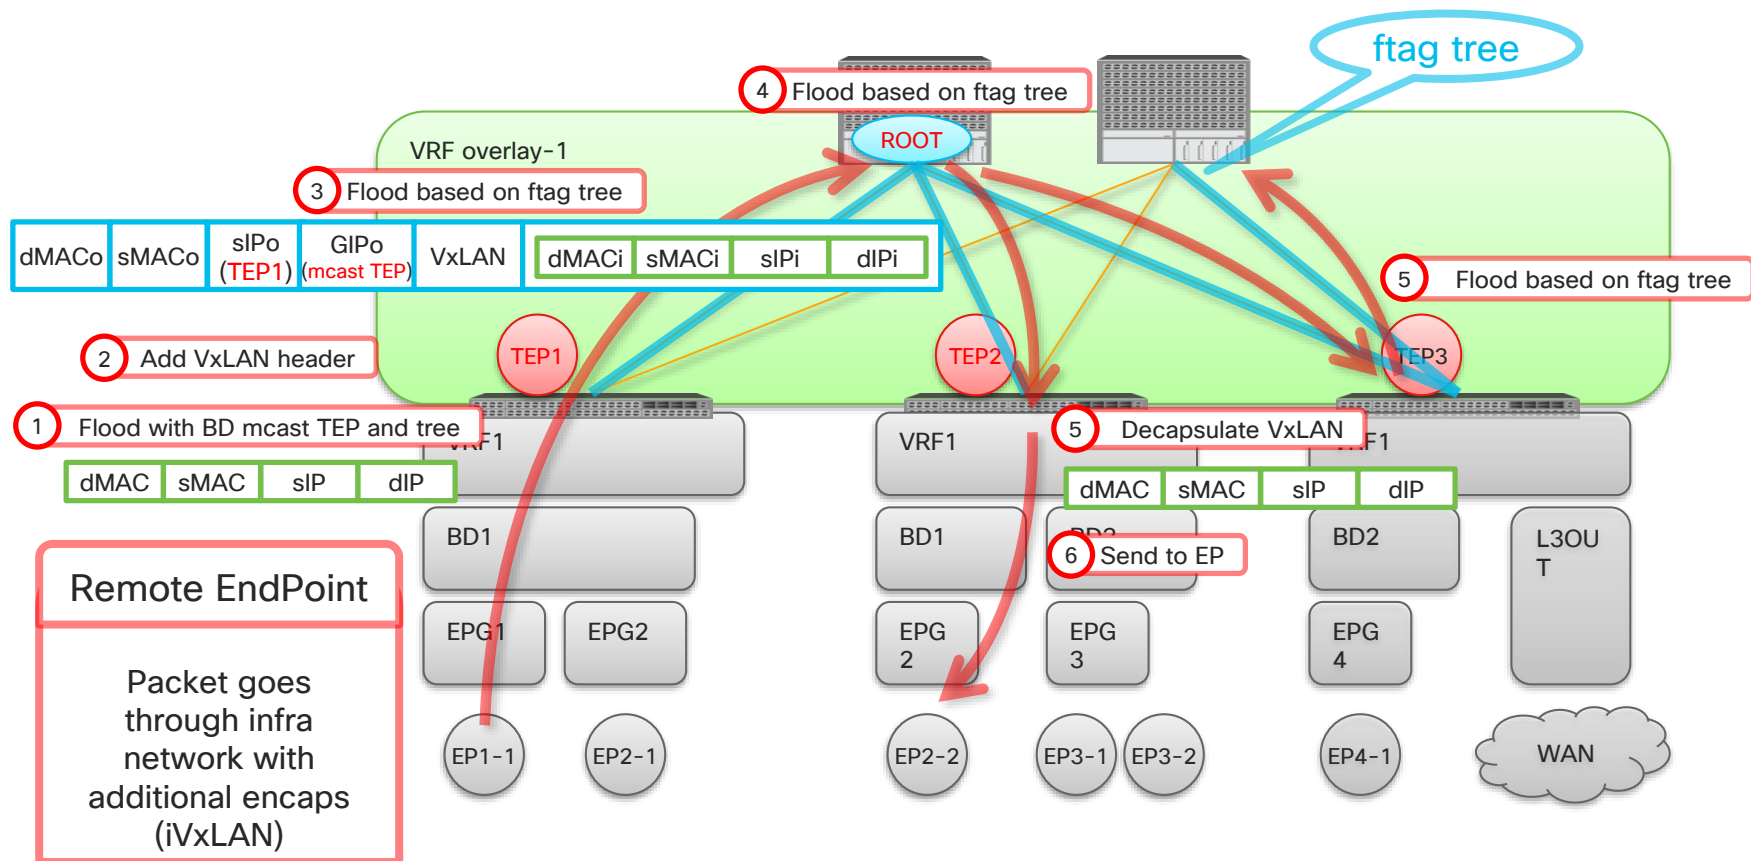 ftag tree
4 Flood based on ftag tree
ROOT
VRF overlay-1
3 Flood based on ftag tree
dMACo sMACo sIPo (TEP1) GIPo (mcast TEP) VxLAN dMACi sMACi sIPi dIPi
5 Flood based on ftag tree
TEP1
TEP2
TEP3
2 Add VxLAN header
1 Flood with BD mcast TEP and tree
5 Decapsulate VxLAN
VRF1
VRF1
VRF1
dMAC sMAC sIP dIP
dMAC sMAC sIP dIP
BD1
BD1
BD2
BD2
L3OU
T
6 Send to EP
Remote EndPoint
EPG1
EPG2
EPG
2
EPG
3
EPG
4
Packet goes
through infra
network with
additional encaps
(iVxLAN)
EP1-1
EP2-1
EP2-2
EP3-1
EP3-2
EP4-1
WAN